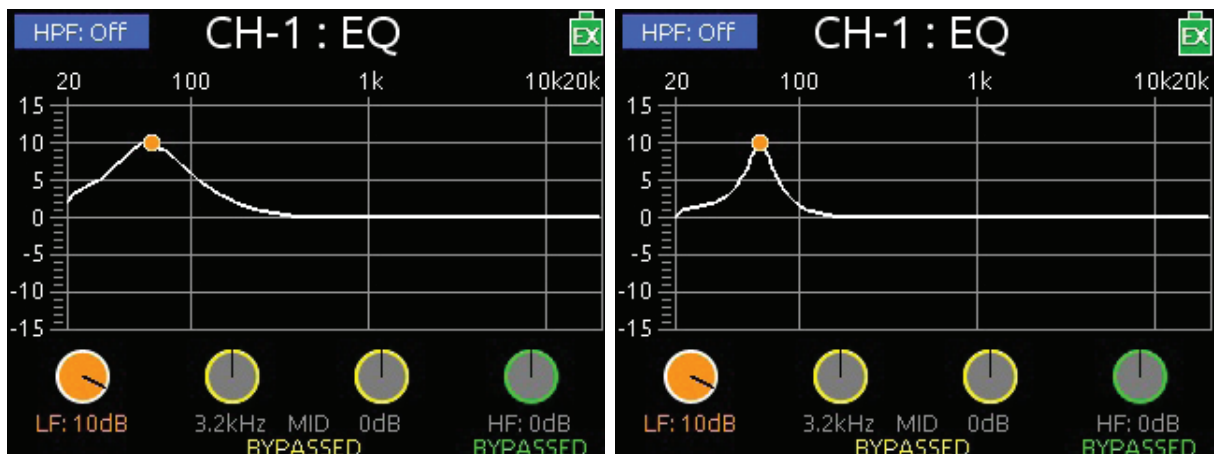 HPF: Off CH-1 : EQ EX
20 100 1k 10k20k
15
10
5
0
-5
-10
-15
LF: 10dB 3.2kHz MID 0dB HF: 0dB
BYPASSED BYPASSED
HPF: Off CH-1 : EQ EX
20 100 1k 10k20k
15
10
5
0
-5
-10
-15
LF: 10dB 3.2kHz MID 0dB HF: 0dB
BYPASSED BYPASSED